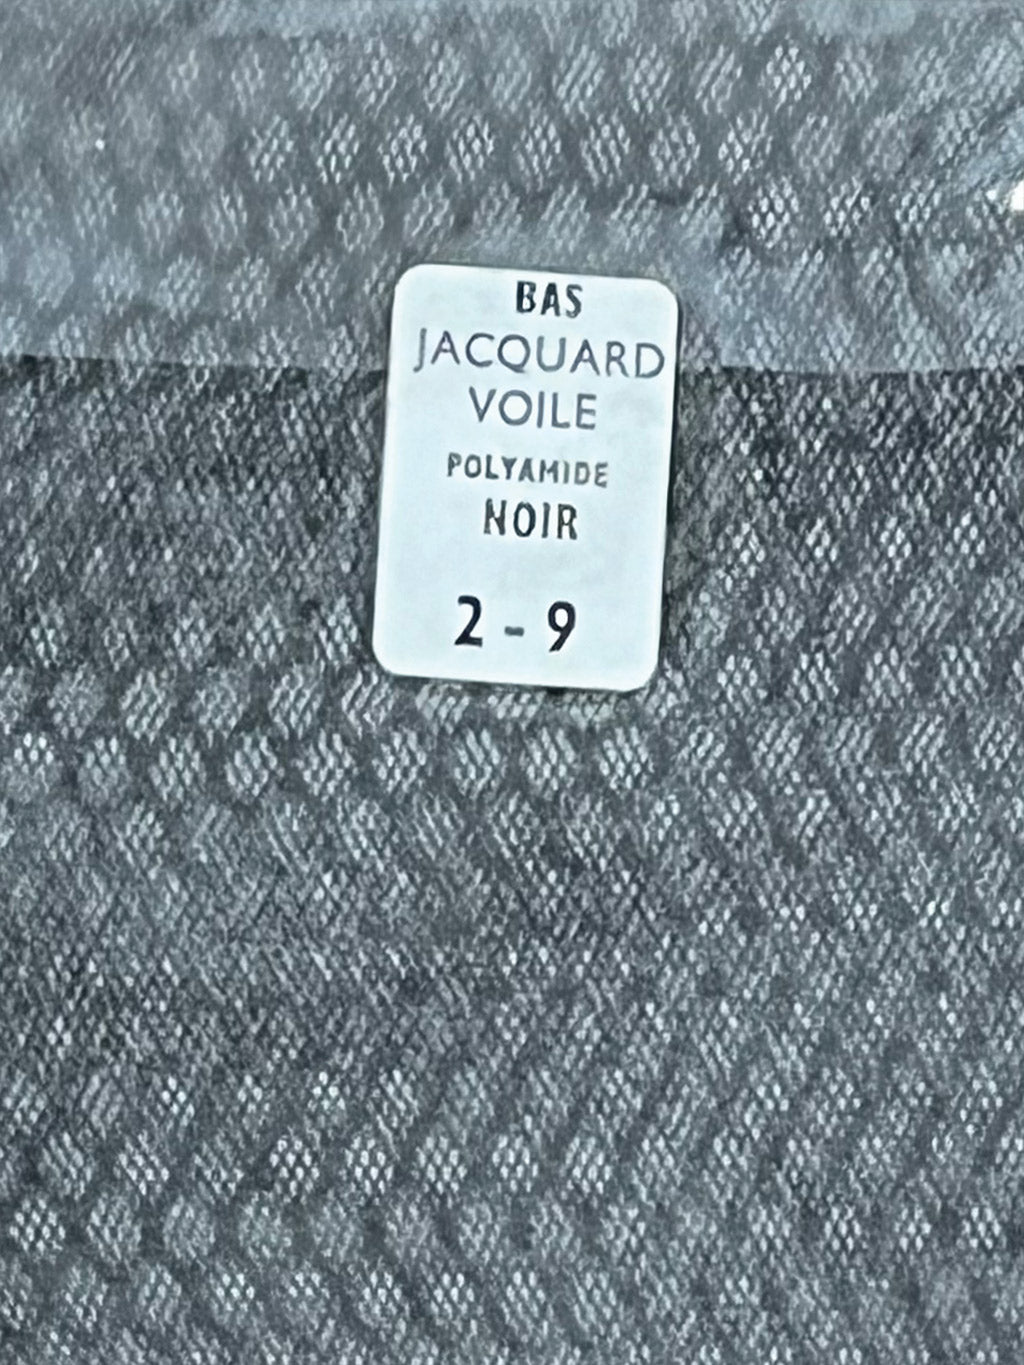 BAS
JACQUARD
VOILE
POLYAMIDE
NOIR
2 - 9